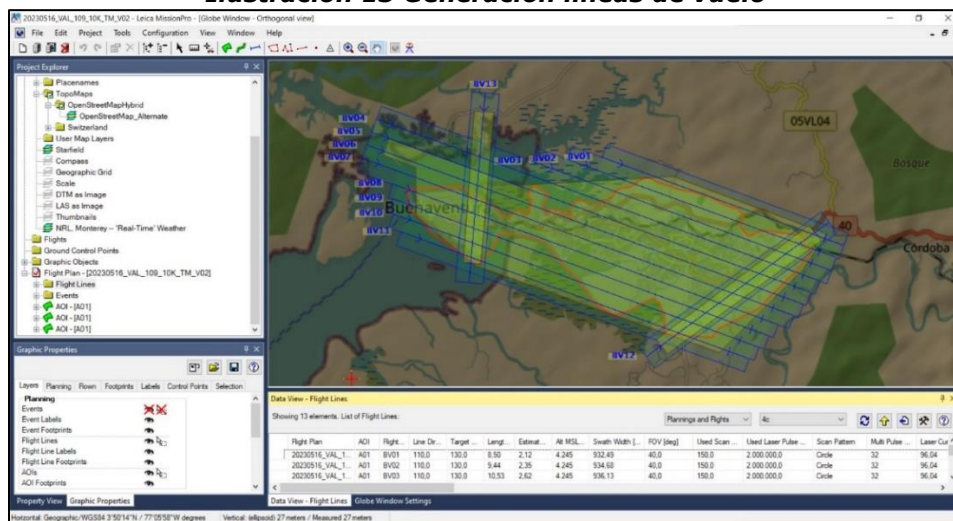 Ilustración 13 Generación líneas de vuelo
20230516_VAL_109_10K_TM_V02 - Leica MissionPro - [Globe Window - Orthogonal view]
File Edit Project Tools Configuration View Window Help
Project Explorer
Placenames
TopoMaps
OpenStreetMapHybrid
OpenStreetMap_Alternate
Switzerland
User Map Layers
Starfield
Compass
Geographic Grid
Scale
DTM as Image
LAS as Image
Thumbnails
NRL, Monterey -- 'Real-Time' Weather
Flights
Ground Control Points
Graphic Objects
Flight Plan - [20230516_VAL_109_10K_TM_V02]
Flight Lines
Events
AOI - [A01]
AOI - [A01]
AOI - [A01]
BV13
BV04
BV05
BV06
BV07
BV03 BV02 BV01
BV08
BV09
BV10
BV11
BV12
Buenavent
05VL04
Bosque
40
Córdoba
Graphic Properties
Layers Planning Flown Footprints Labels Control Points Selection
Planning
Events
Event Labels
Event Footprints
Flight Lines
Flight Line Labels
Flight Line Footprints
AOIs
AOI Footprints
Property View Graphic Properties
Data View - Flight Lines
Showing 13 elements. List of Flight Lines:
Plannings and Flights 4c
Flight Plan AOI Flight... Line Dir... Target ... Lengt... Estimat... Alt MSL... Swath Width [... FOV [deg] Used Scan ... Used Laser Pulse ... Scan Pattern Multi Pulse ... Laser Cur
20230516_VAL_1... A01 BV01 110,0 130,0 8,50 2,12 4.245 932,49 40,0 150,0 2.000.000,0 Circle 32 96,04
20230516_VAL_1... A01 BV02 110,0 130,0 9,44 2,35 4.245 934,68 40,0 150,0 2.000.000,0 Circle 32 96,04
20230516_VAL_1... A01 BV03 110,0 130,0 10,53 2,62 4.245 936,13 40,0 150,0 2.000.000,0 Circle 32 96,04
Data View - Flight Lines Globe Window Settings
Horizontal: Geographic/WGS84 3°50'14"N / 77°05'58"W degrees Vertical: (ellipsoid) 27 meters / Measured 27 meters